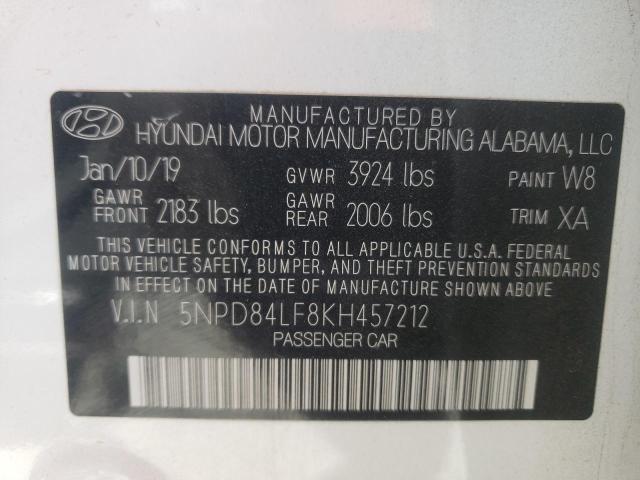 MANUFACTURED BY
HYUNDAI MOTOR MANUFACTURING ALABAMA, LLC
Jan/10/19 GVWR 3924 lbs PAINT W8
GAWR FRONT 2183 lbs GAWR REAR 2006 lbs TRIM XA
THIS VEHICLE CONFORMS TO ALL APPLICABLE U.S.A. FEDERAL
MOTOR VEHICLE SAFETY, BUMPER, AND THEFT PREVENTION STANDARDS
IN EFFECT ON THE DATE OF MANUFACTURE SHOWN ABOVE
V.I.N 5NPD84LF8KH457212
PASSENGER CAR